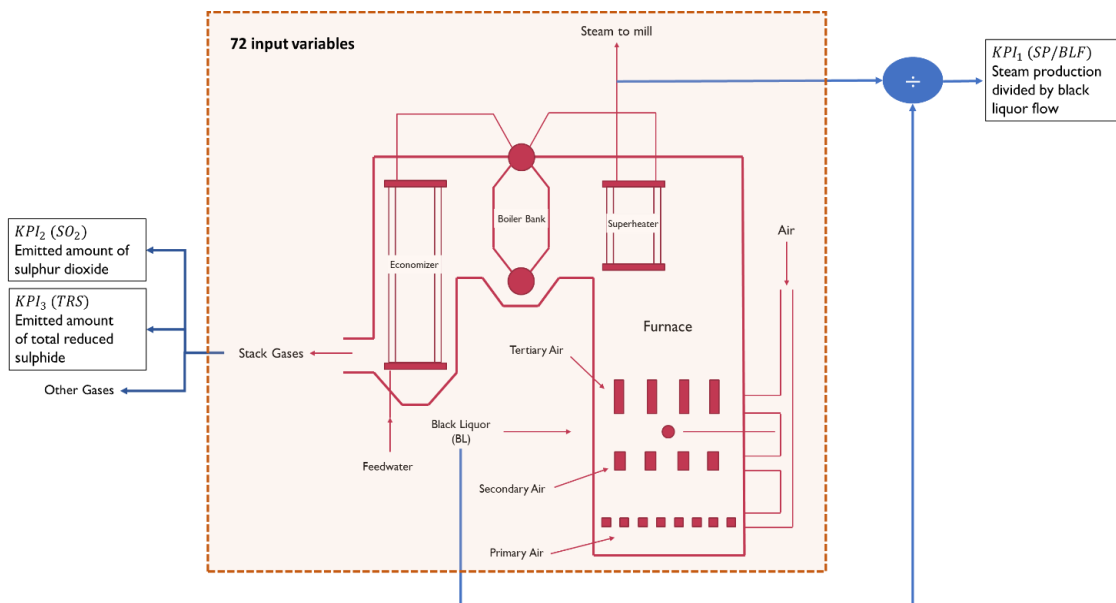 72 input variables
Steam to mill
÷
KPI₁ (SP/BLF)
Steam production
divided by black
liquor flow
Boiler Bank
Superheater
Economizer
Air
KPI₂ (SO₂)
Emitted amount of
sulphur dioxide
KPI₃ (TRS)
Emitted amount
of total reduced
sulphide
Other Gases
Stack Gases
Furnace
Tertiary Air
Black Liquor
(BL)
Feedwater
Secondary Air
Primary Air